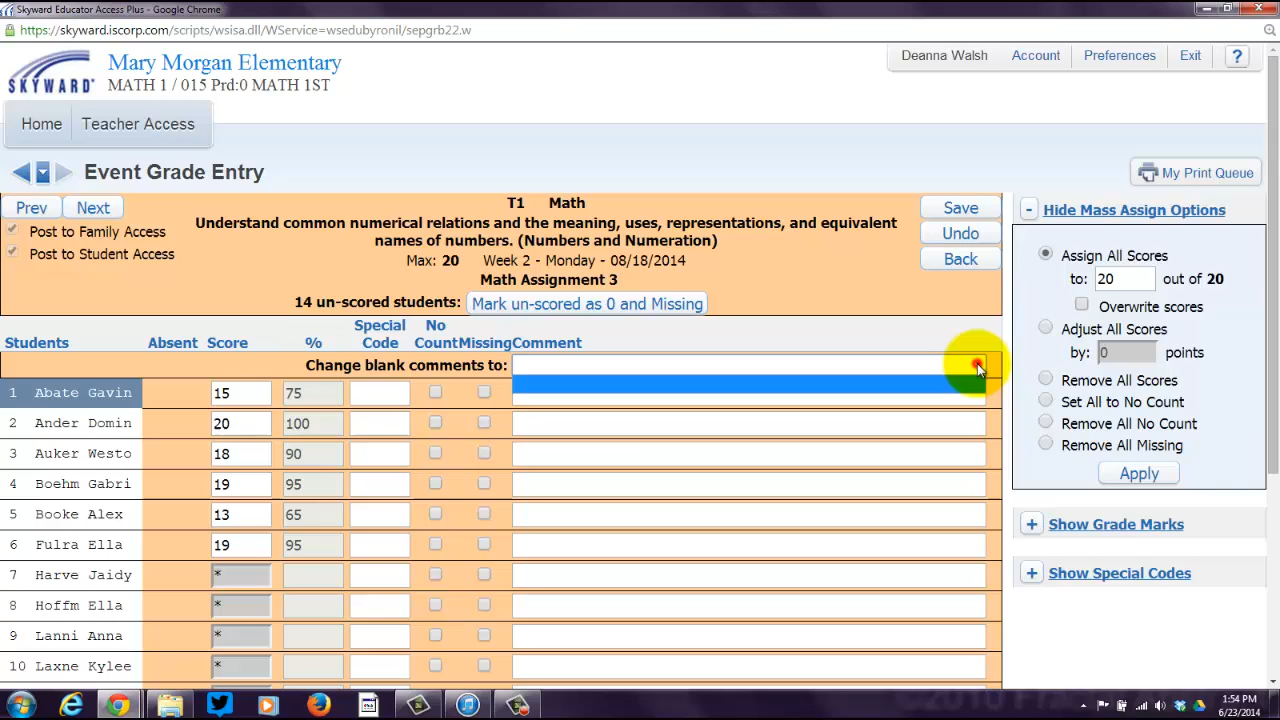 Skyward Educator Access Plus - Google Chrome
https://skyward.iscorp.com/scripts/wsisa.dll/WService=wsedubyronil/sepgrb22.w
SKYWARD
Mary Morgan Elementary
MATH 1 / 015 Prd:0 MATH 1ST
Deanna Walsh Account Preferences Exit ?
Home Teacher Access
Event Grade Entry
My Print Queue
Prev Next
Post to Family Access
Post to Student Access
T1 Math
Understand common numerical relations and the meaning, uses, representations, and equivalent
names of numbers. (Numbers and Numeration)
Max: 20 Week 2 - Monday - 08/18/2014
Math Assignment 3
14 un-scored students: Mark un-scored as 0 and Missing
Save
Undo
Back
Students Absent Score % Special Code No Count Missing Comment
Change blank comments to:
1 Abate Gavin 15 75
2 Ander Domin 20 100
3 Auker Westo 18 90
4 Boehm Gabri 19 95
5 Booke Alex 13 65
6 Fulra Ella 19 95
7 Harve Jaidy *
8 Hoffm Ella *
9 Lanni Anna *
10 Laxne Kylee *
- Hide Mass Assign Options
Assign All Scores
to: 20 out of 20
Overwrite scores
Adjust All Scores
by: 0 points
Remove All Scores
Set All to No Count
Remove All No Count
Remove All Missing
Apply
+ Show Grade Marks
+ Show Special Codes
1:54 PM
6/23/2014